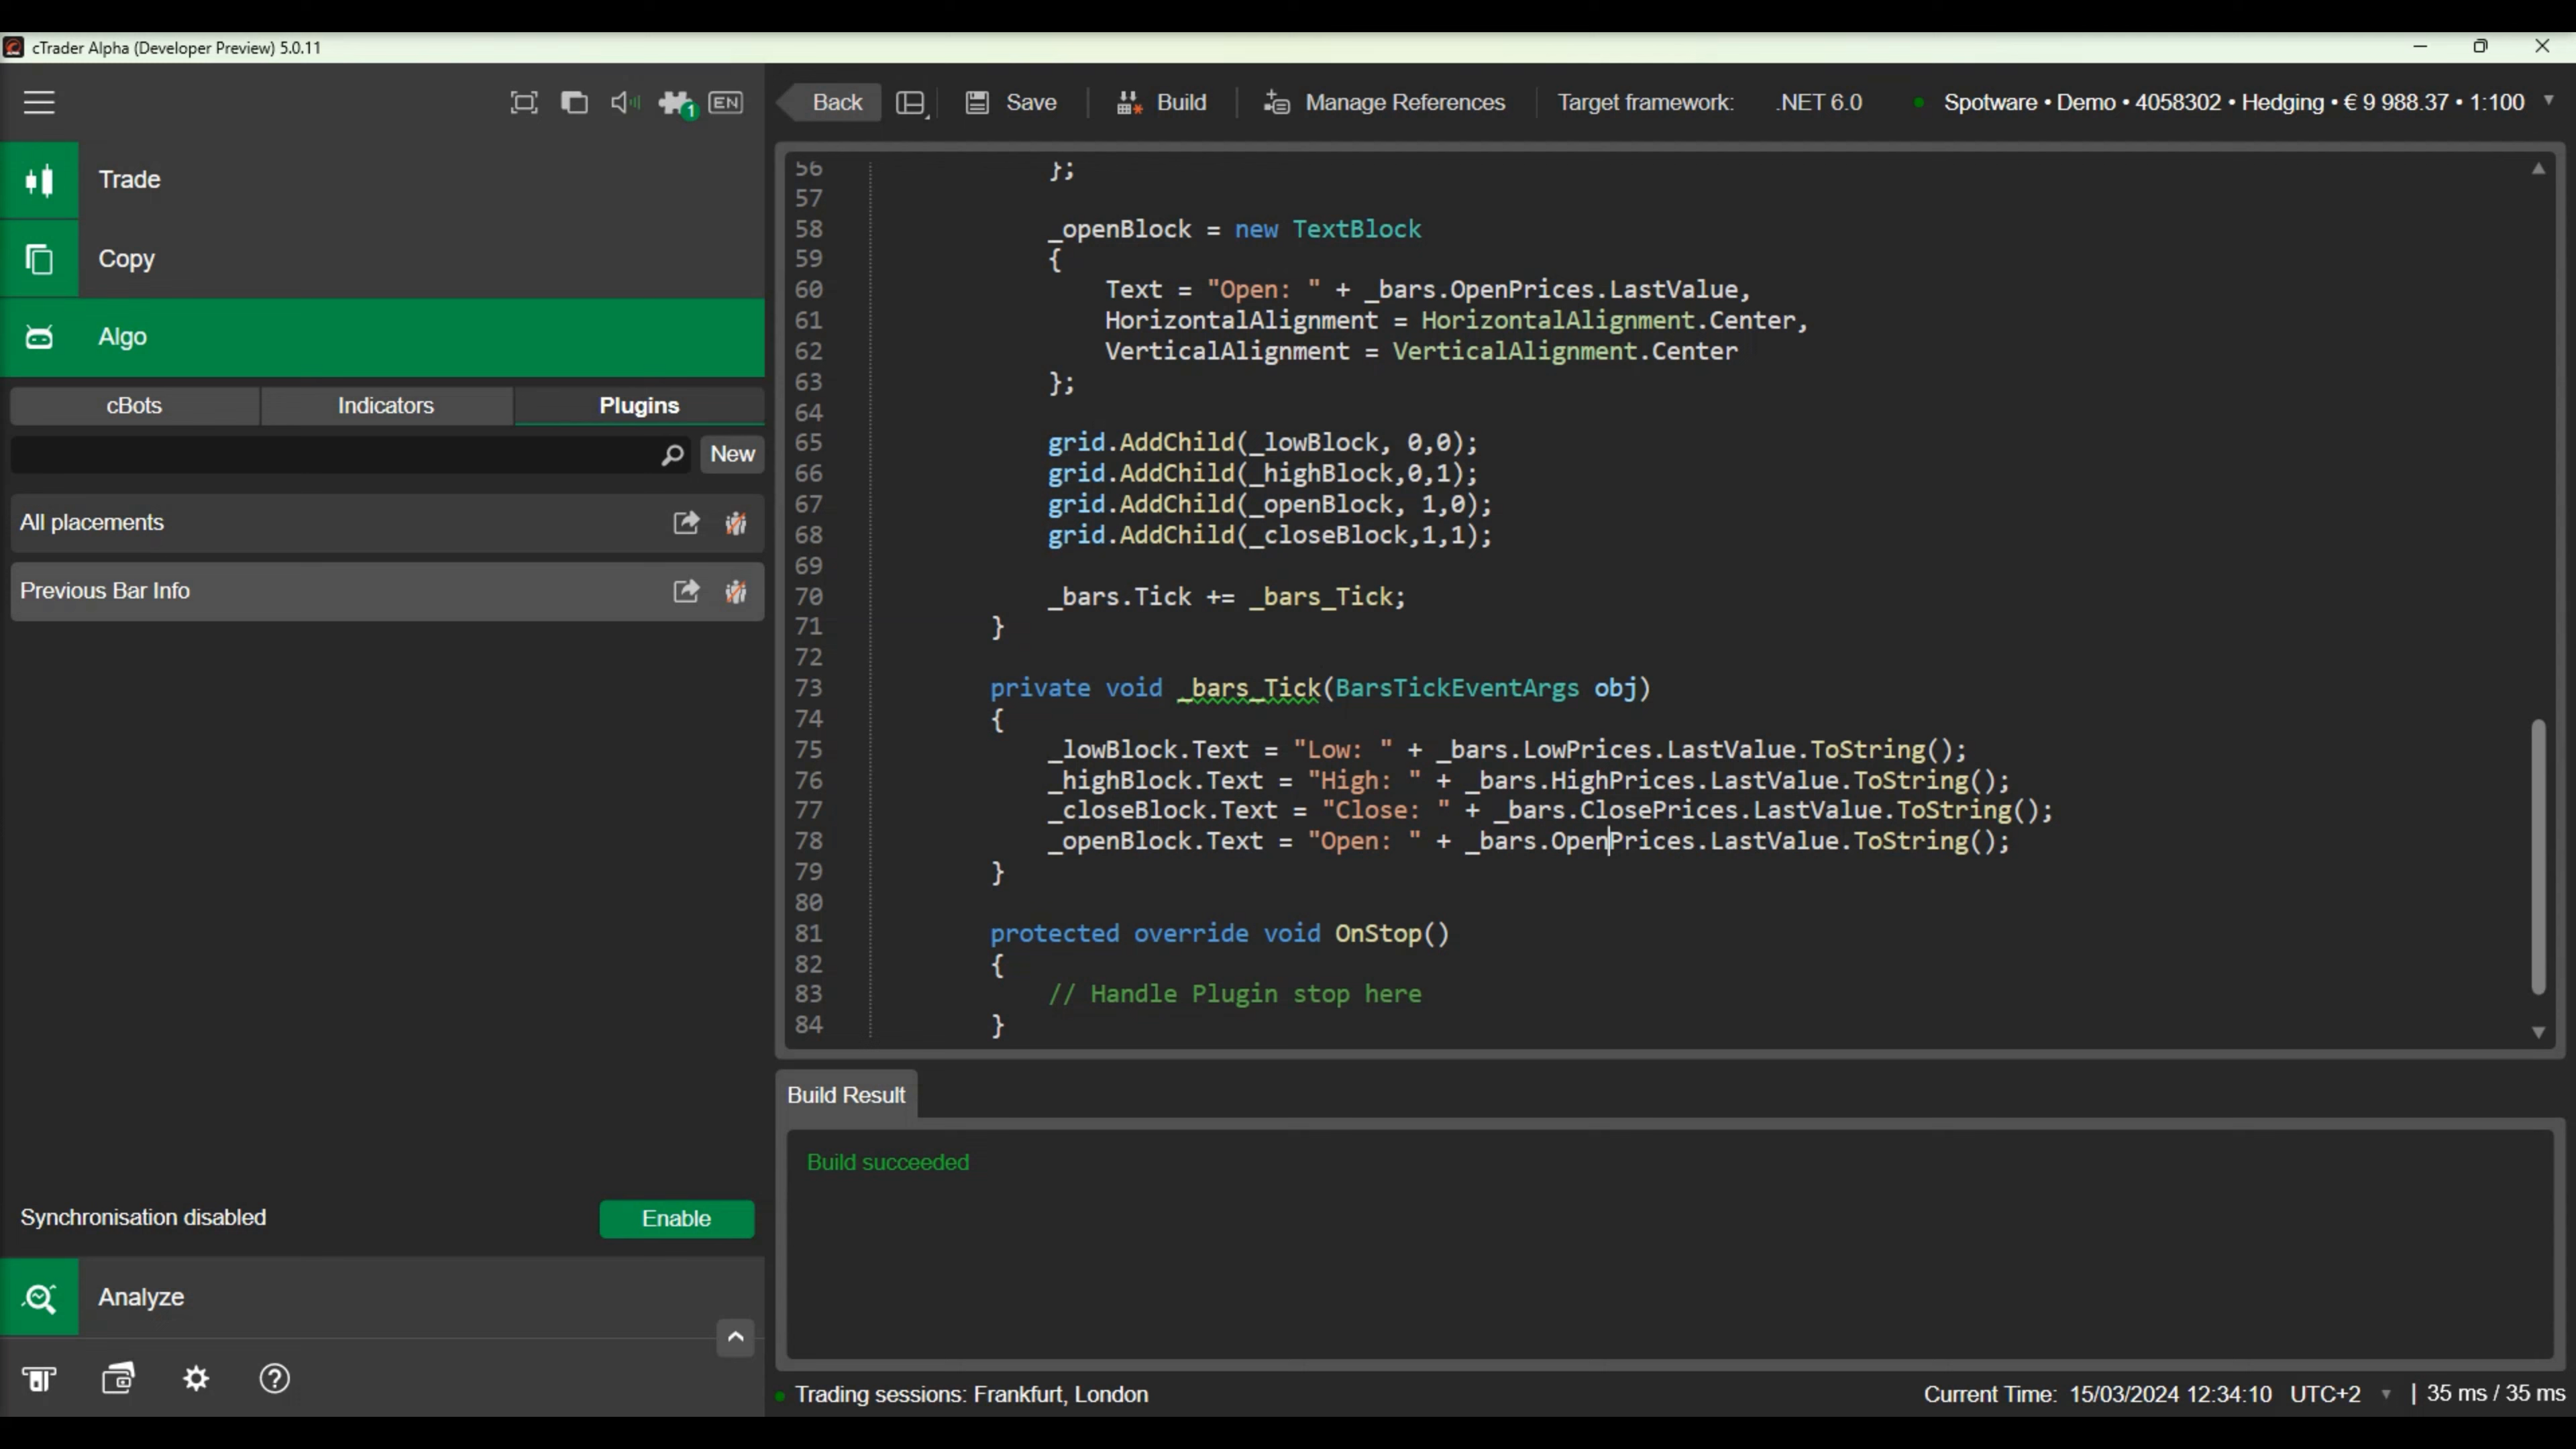 cTrader Alpha (Developer Preview) 5.0.11
1 EN
Back Save Build Manage References Target framework: .NET 6.0 Spotware • Demo • 4058302 • Hedging • € 9 988.37 • 1:100
Trade
Copy
Algo
cBots Indicators Plugins
New
All placements
Previous Bar Info
Synchronisation disabled Enable
Analyze
56 };
57
58 _openBlock = new TextBlock
59 {
60 Text = "Open: " + _bars.OpenPrices.LastValue,
61 HorizontalAlignment = HorizontalAlignment.Center,
62 VerticalAlignment = VerticalAlignment.Center
63 };
64
65 grid.AddChild(_lowBlock, 0,0);
66 grid.AddChild(_highBlock,0,1);
67 grid.AddChild(_openBlock, 1,0);
68 grid.AddChild(_closeBlock,1,1);
69
70 _bars.Tick += _bars_Tick;
71 }
72
73 private void _bars_Tick(BarsTickEventArgs obj)
74 {
75 _lowBlock.Text = "Low: " + _bars.LowPrices.LastValue.ToString();
76 _highBlock.Text = "High: " + _bars.HighPrices.LastValue.ToString();
77 _closeBlock.Text = "Close: " + _bars.ClosePrices.LastValue.ToString();
78 _openBlock.Text = "Open: " + _bars.OpenPrices.LastValue.ToString();
79 }
80
81 protected override void OnStop()
82 {
83 // Handle Plugin stop here
84 }
Build Result
Build succeeded
Trading sessions: Frankfurt, London
Current Time: 15/03/2024 12:34:10 UTC+2 | 35 ms / 35 ms